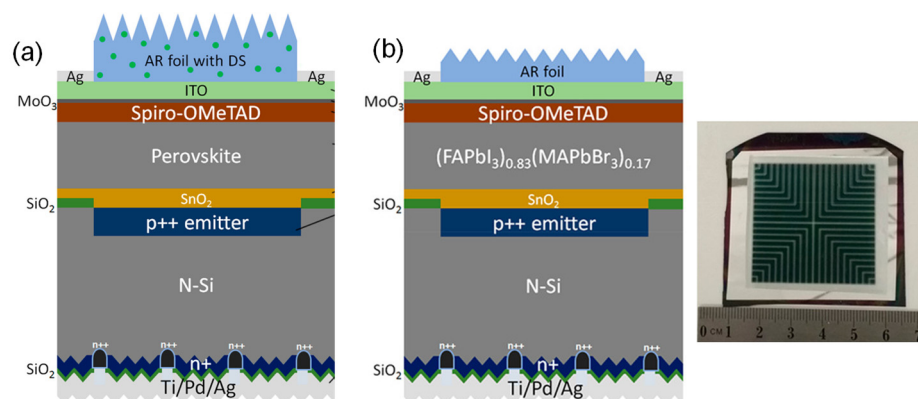 (a)
AR foil with DS
Ag
Ag
ITO
MoO3
Spiro-OMeTAD
Perovskite
SnO2
SiO2
p++ emitter
N-Si
n++ n++ n++ n++
n+
SiO2
Ti/Pd/Ag
(b)
AR foil
Ag
Ag
ITO
MoO3
Spiro-OMeTAD
(FAPbI3)0.83(MAPbBr3)0.17
SnO2
SiO2
p++ emitter
N-Si
n++ n++ n++ n++
n+
SiO2
Ti/Pd/Ag
0 CM 1 2 3 4 5 6 7